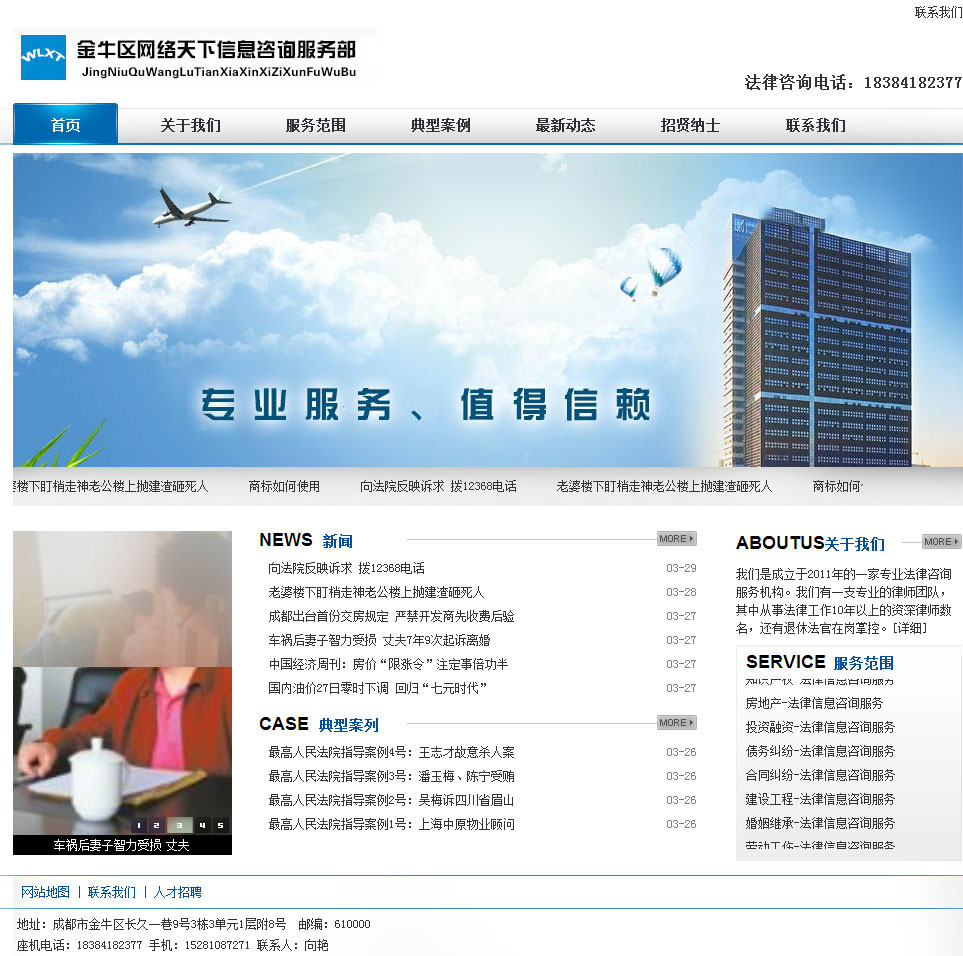 联系我们
WLXT
金牛区网络天下信息咨询服务部
JingNiuQuWangLuTianXiaXinXiZiXunFuWuBu
法律咨询电话：18384182377
首页 关于我们 服务范围 典型案例 最新动态 招贤纳士 联系我们
专业服务、值得信赖
婆楼下盯梢走神老公楼上抛建渣砸死人 商标如何使用 向法院反映诉求 拨12368电话 老婆楼下盯梢走神老公楼上抛建渣砸死人 商标如何
NEWS 新闻 MORE
向法院反映诉求 拨12368电话 03-29
老婆楼下盯梢走神老公楼上抛建渣砸死人 03-28
成都出台首份交房规定 严禁开发商先收费后验 03-27
车祸后妻子智力受损 丈夫7年9次起诉离婚 03-27
中国经济周刊：房价“限涨令”注定事倍功半 03-27
国内油价27日零时下调 回归“七元时代” 03-27
CASE 典型案列 MORE
最高人民法院指导案例4号：王志才故意杀人案 03-26
最高人民法院指导案例3号：潘玉梅、陈宁受贿 03-26
最高人民法院指导案例2号：吴梅诉四川省眉山 03-26
最高人民法院指导案例1号：上海中原物业顾问 03-26
1 2 3 4 5
车祸后妻子智力受损 丈夫
ABOUTUS关于我们 MORE
我们是成立于2011年的一家专业法律咨询
服务机构。我们有一支专业的律师团队，
其中从事法律工作10年以上的资深律师数
名，还有退休法官在岗掌控。[详细]
SERVICE 服务范围
知识产权-法律信息咨询服务
房地产-法律信息咨询服务
投资融资-法律信息咨询服务
债务纠纷-法律信息咨询服务
合同纠纷-法律信息咨询服务
建设工程-法律信息咨询服务
婚姻继承-法律信息咨询服务
劳动工伤-法律信息咨询服务
网站地图 | 联系我们 | 人才招聘
地址：成都市金牛区长久一巷9号3栋3单元1层附8号 邮编：610000
座机电话：18384182377 手机：15281087271 联系人：向艳